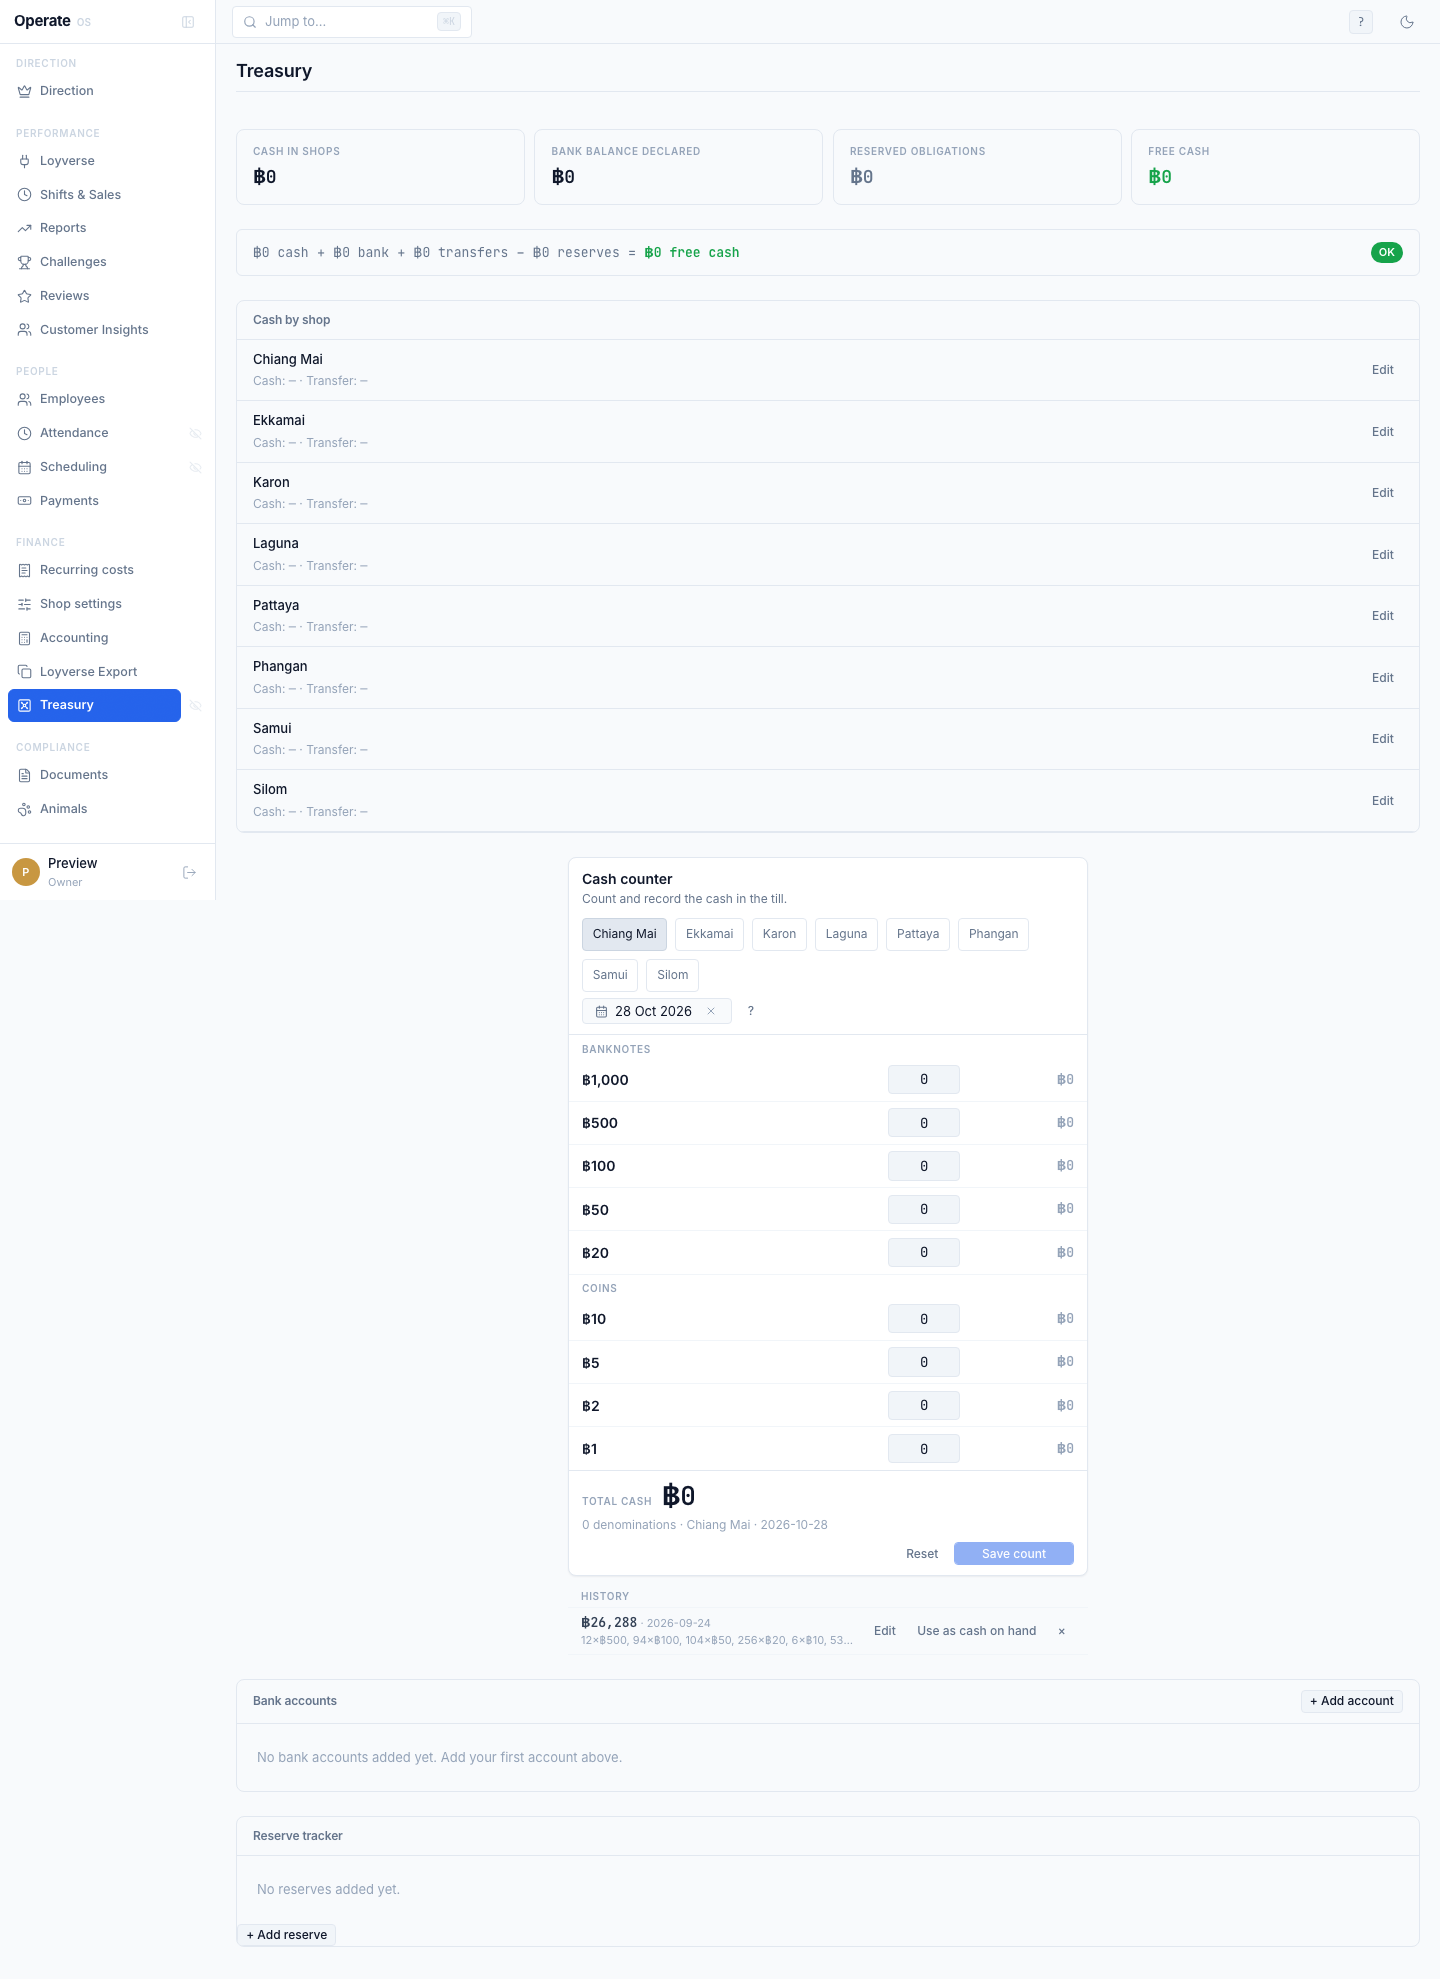 Operate OS
Jump to...
⌘K
?
DIRECTION
Direction
PERFORMANCE
Loyverse
Shifts & Sales
Reports
Challenges
Reviews
Customer Insights
PEOPLE
Employees
Attendance
Scheduling
Payments
FINANCE
Recurring costs
Shop settings
Accounting
Loyverse Export
Treasury
COMPLIANCE
Documents
Animals
P
Preview
Owner
Treasury
CASH IN SHOPS
฿0
BANK BALANCE DECLARED
฿0
RESERVED OBLIGATIONS
฿0
FREE CASH
฿0
฿0 cash + ฿0 bank + ฿0 transfers − ฿0 reserves = ฿0 free cash
OK
Cash by shop
Chiang Mai
Cash: — · Transfer: —
Edit
Ekkamai
Cash: — · Transfer: —
Edit
Karon
Cash: — · Transfer: —
Edit
Laguna
Cash: — · Transfer: —
Edit
Pattaya
Cash: — · Transfer: —
Edit
Phangan
Cash: — · Transfer: —
Edit
Samui
Cash: — · Transfer: —
Edit
Silom
Cash: — · Transfer: —
Edit
Cash counter
Count and record the cash in the till.
Chiang Mai Ekkamai Karon Laguna Pattaya Phangan
Samui Silom
28 Oct 2026 × ?
BANKNOTES
฿1,000 0 ฿0
฿500 0 ฿0
฿100 0 ฿0
฿50 0 ฿0
฿20 0 ฿0
COINS
฿10 0 ฿0
฿5 0 ฿0
฿2 0 ฿0
฿1 0 ฿0
TOTAL CASH ฿0
0 denominations · Chiang Mai · 2026-10-28
Reset Save count
HISTORY
฿26,288 · 2026-09-24
12×฿500, 94×฿100, 104×฿50, 256×฿20, 6×฿10, 53...
Edit Use as cash on hand ×
Bank accounts
+ Add account
No bank accounts added yet. Add your first account above.
Reserve tracker
No reserves added yet.
+ Add reserve